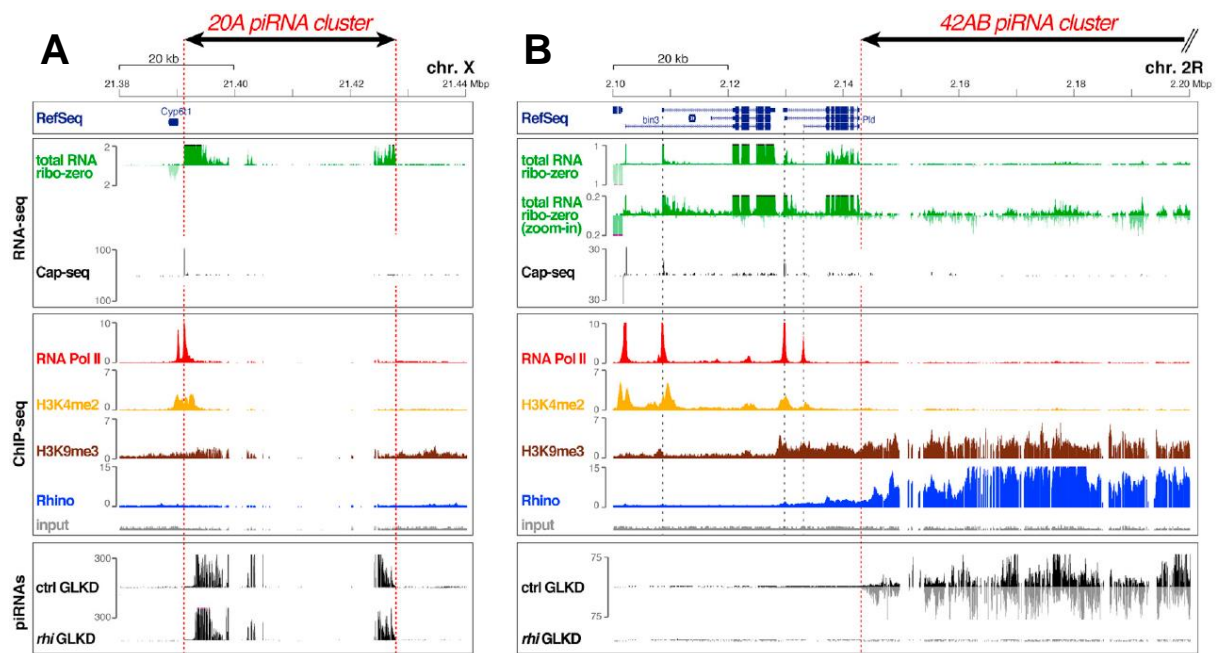 A
20A piRNA cluster
20 kb
chr. X
21.38 21.40 21.42 21.44 Mbp
RefSeq
Cyp6t1
RNA-seq
total RNA
ribo-zero
2
2
Cap-seq
100
100
ChIP-seq
RNA Pol II
10
0
H3K4me2
7
0
H3K9me3
7
0
Rhino
15
0
input
piRNAs
ctrl GLKD
300
rhi GLKD
300
B
42AB piRNA cluster
20 kb
chr. 2R
2.10 2.12 2.14 2.16 2.18 2.20 Mbp
RefSeq
bin3
Pld
total RNA
ribo-zero
1
1
total RNA
ribo-zero
(zoom-in)
0.2
0.2
Cap-seq
30
30
RNA Pol II
10
0
H3K4me2
7
0
H3K9me3
7
0
Rhino
15
0
input
ctrl GLKD
75
75
rhi GLKD